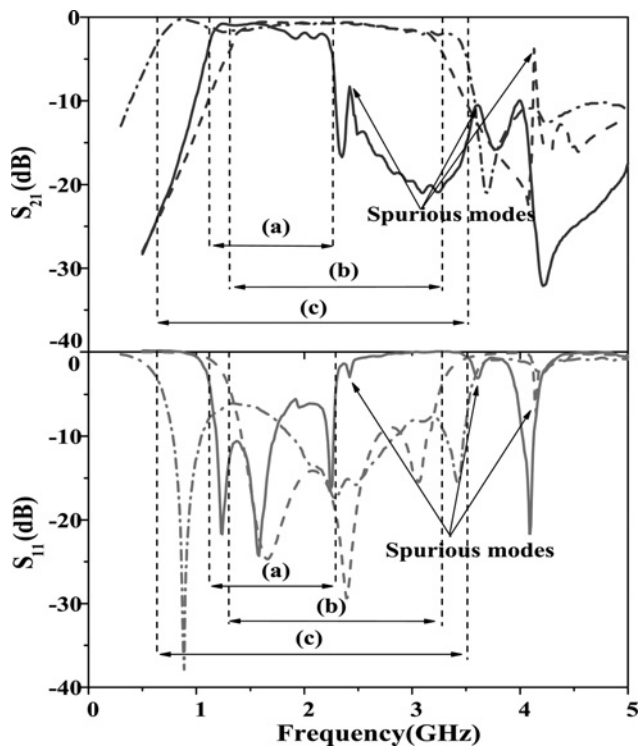 0
-10
-20
-30
-40
S21(dB)
Spurious modes
(a)
(b)
(c)
0
-10
-20
-30
-40
S11(dB)
Spurious modes
(a)
(b)
(c)
0 1 2 3 4 5
Frequency(GHz)